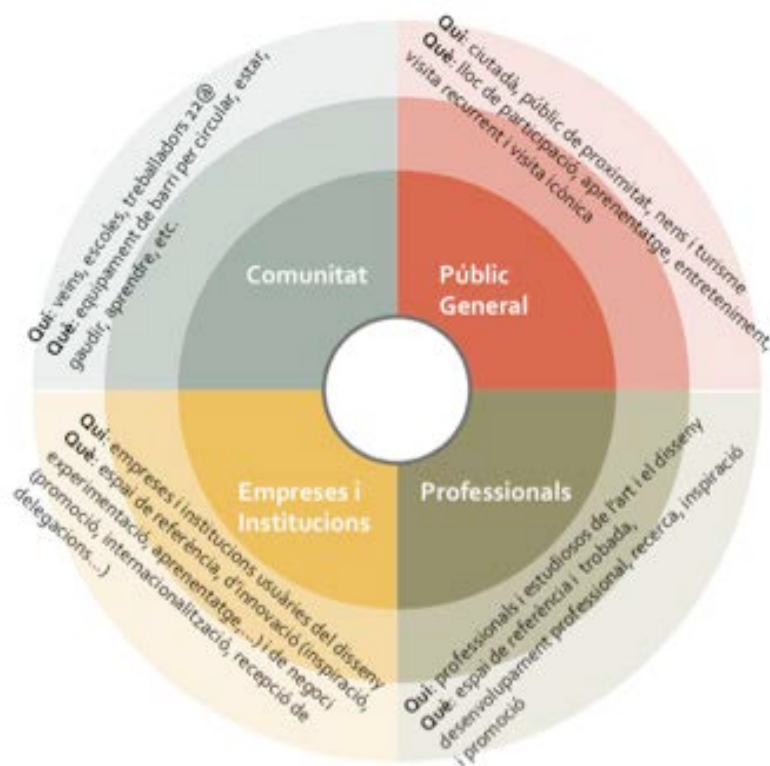 Qui: veïns, escoles, treballadors 22@
Què: equipament de barri per circular, estar,
gaudir, aprendre, etc.
Comunitat
Qui: ciutadà, públic de proximitat, nens i turisme
Què: lloc de participació, aprenentatge, entreteniment,
visita recurrent i visita icònica
Públic
General
Qui: empreses i institucions usuàries del disseny
Què: espai de referència, d'innovació (inspiració,
experimentació, aprenentatge,...) i de negoci
(promoció, internacionalització, recepció de
delegacions...)
Empreses i
Institucions
Professionals
Qui: professionals i estudiosos de l'art i el disseny
Què: espai de referència i trobada,
desenvolupament professional, recerca, inspiració
i promoció